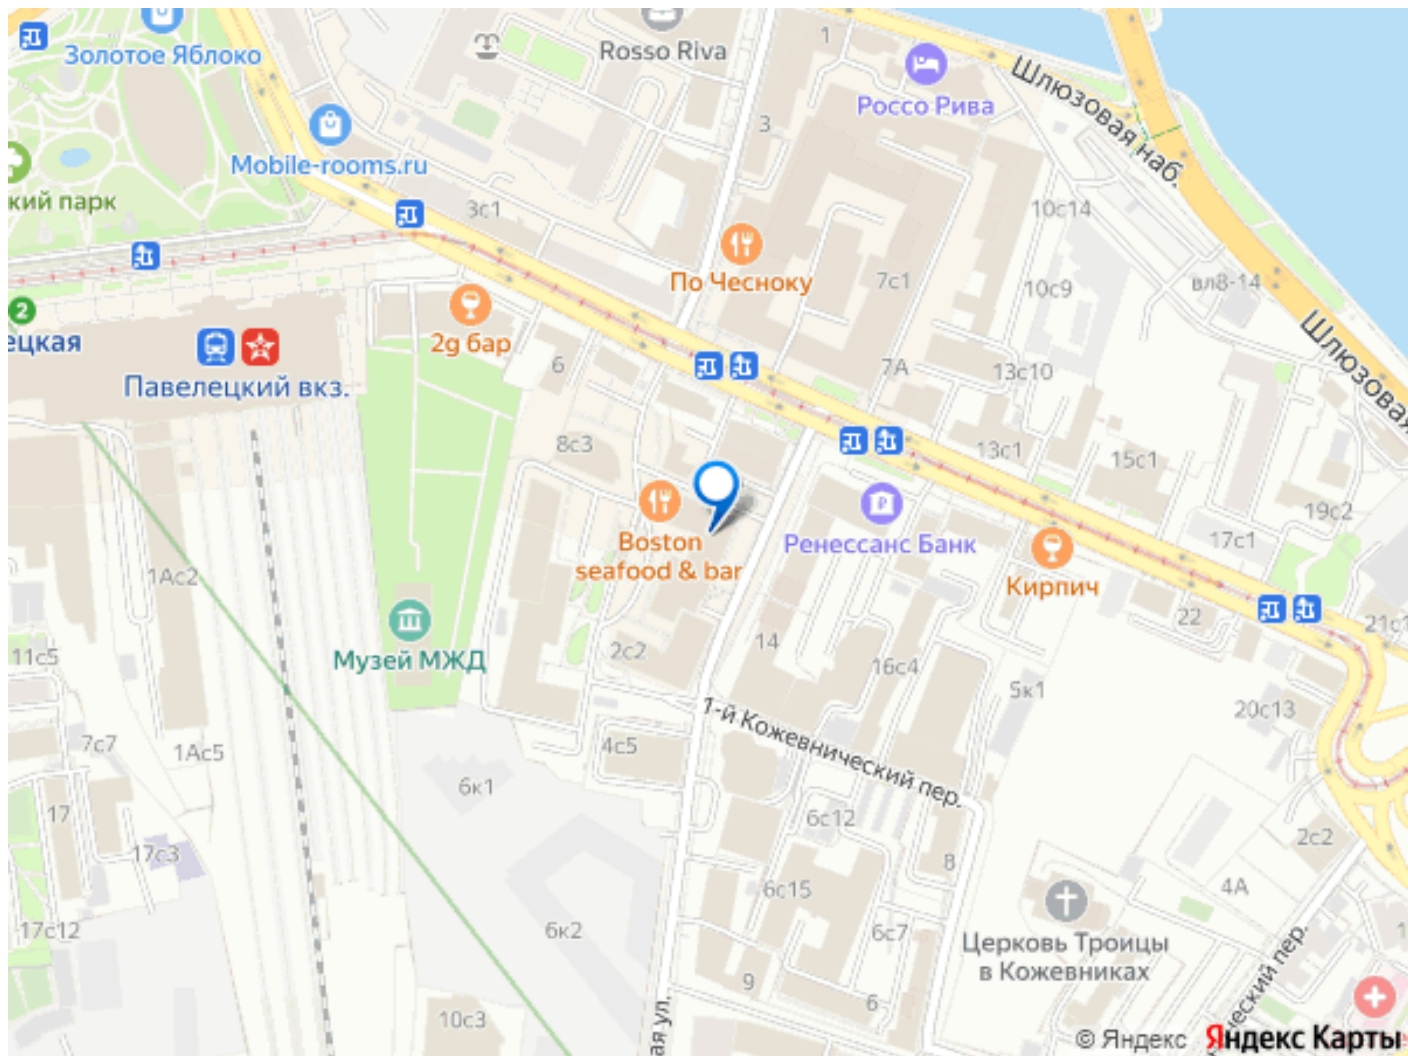 Золотое Яблоко
Rosso Riva
1
Россо Рива
Шлюзовая наб.
3
Mobile-rooms.ru
кий парк
3с1
10с14
По Чесноку
7с1
10с9
вл8-14
2
ецкая
2g бар
Павелецкий вкз.
6
7А
13с10
Шлюзовая
8с3
13с1
15с1
19с2
17с1
Boston
seafood & bar
Ренессанс Банк
Кирпич
1Ас2
Музей МЖД
22
21с1
11с5
2с2
14
16с4
5к1
20с13
1-й Кожевнический пер.
7с7
1Ас5
4с5
6к1
17
6с12
2с2
17с3
8
6с15
4А
17с12
6к2
6с7
Церковь Троицы
в Кожевниках
ческий пер.
9
6
10с3
ая ул.
© Яндекс Яндекс Карты